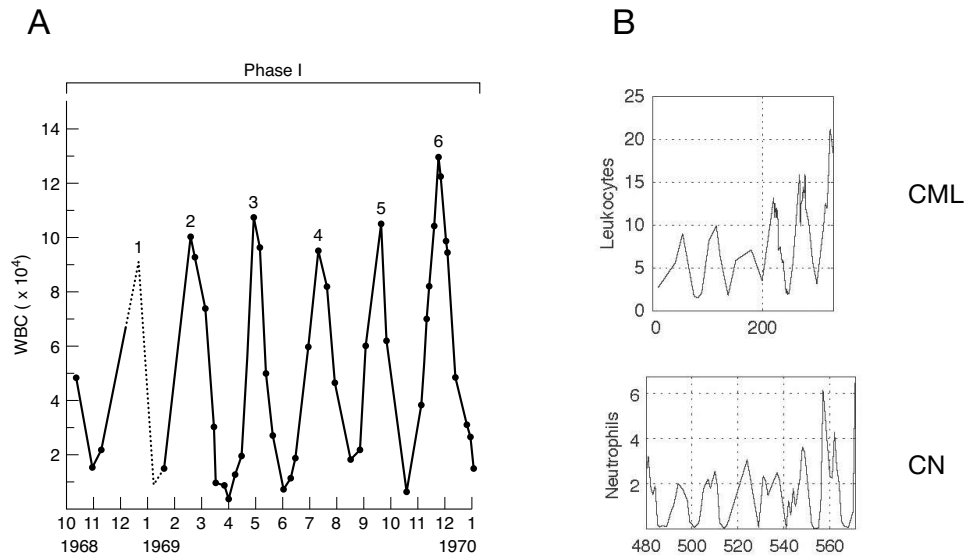 A
Phase I
WBC ( x 10⁴)
14
12
10
8
6
4
2
1
2
3
4
5
6
10 11 12 1 2 3 4 5 6 7 8 9 10 11 12 1
1968 1969 1970
B
Leukocytes
25
20
15
10
5
0
0 200
CML
Neutrophils
6
4
2
480 500 520 540 560
CN